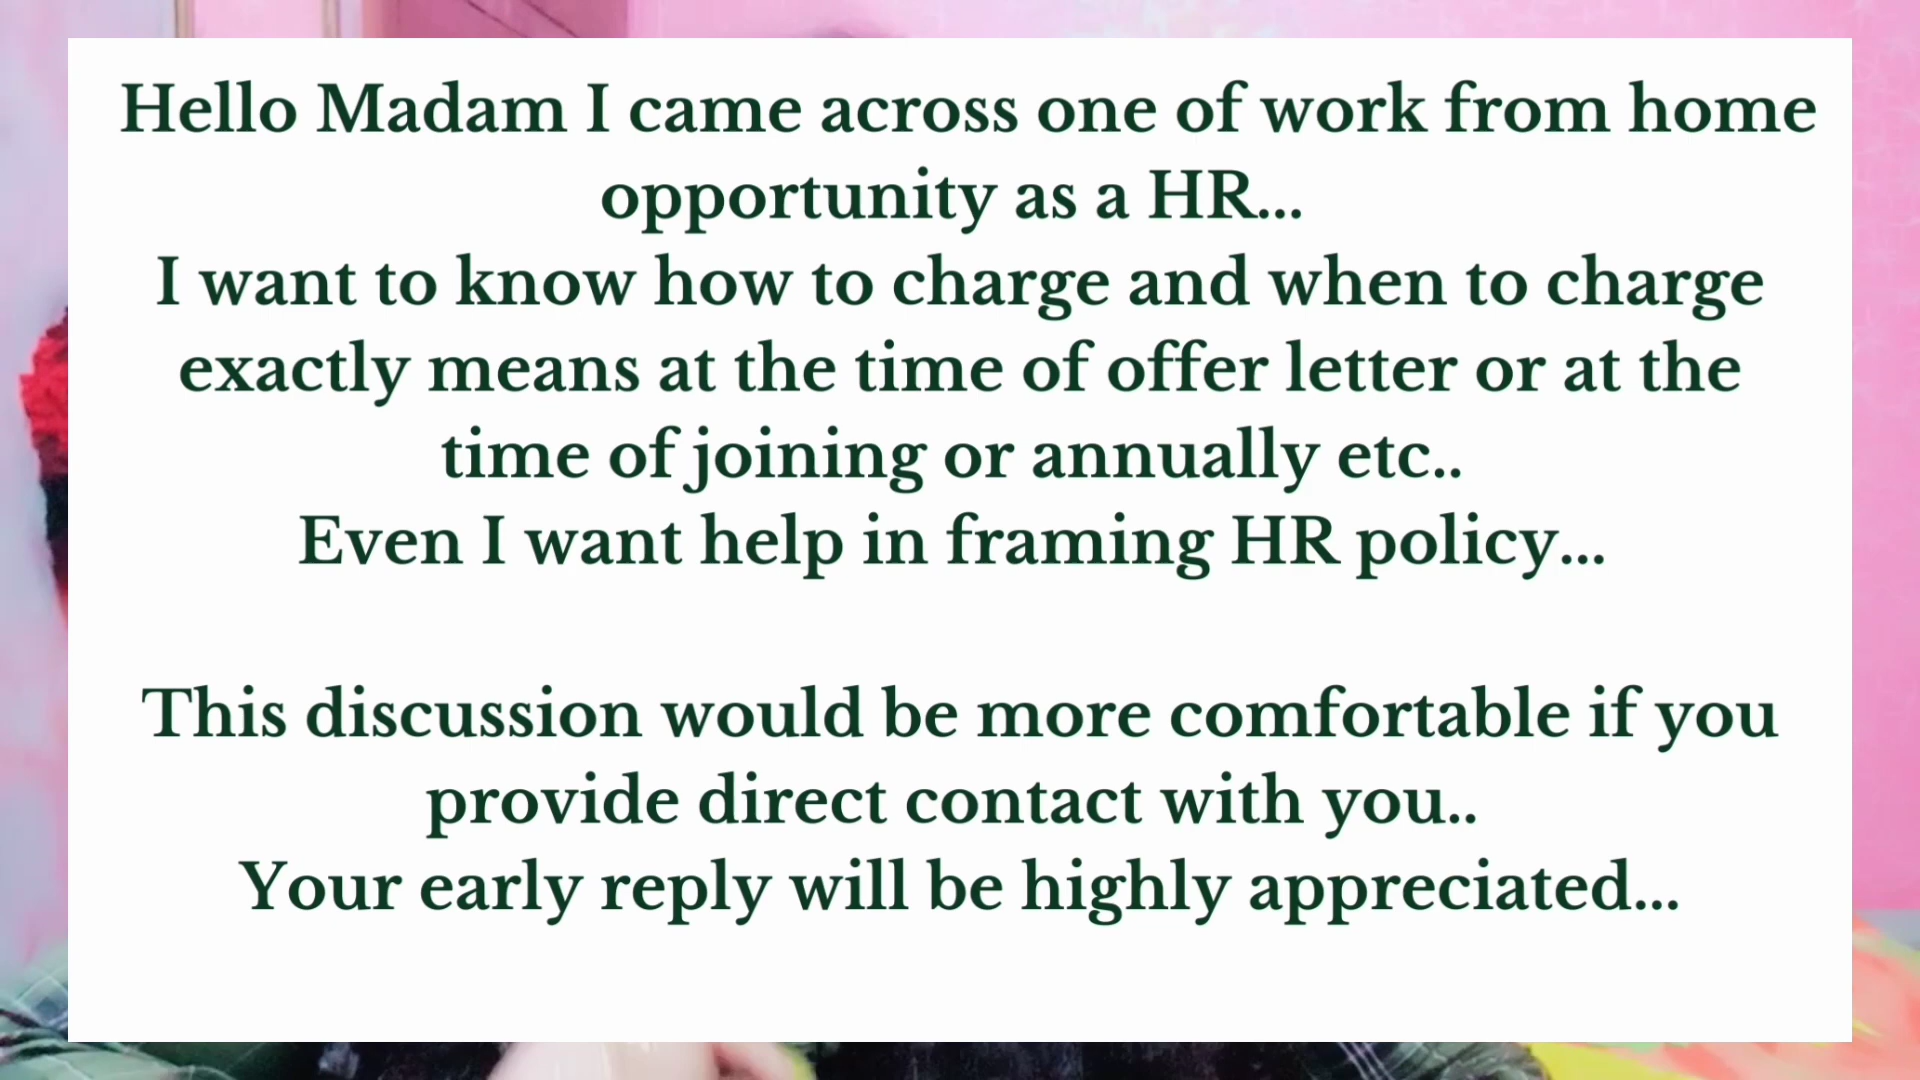 Hello Madam I came across one of work from home
opportunity as a HR...
I want to know how to charge and when to charge
exactly means at the time of offer letter or at the
time of joining or annually etc..
Even I want help in framing HR policy...
This discussion would be more comfortable if you
provide direct contact with you..
Your early reply will be highly appreciated...